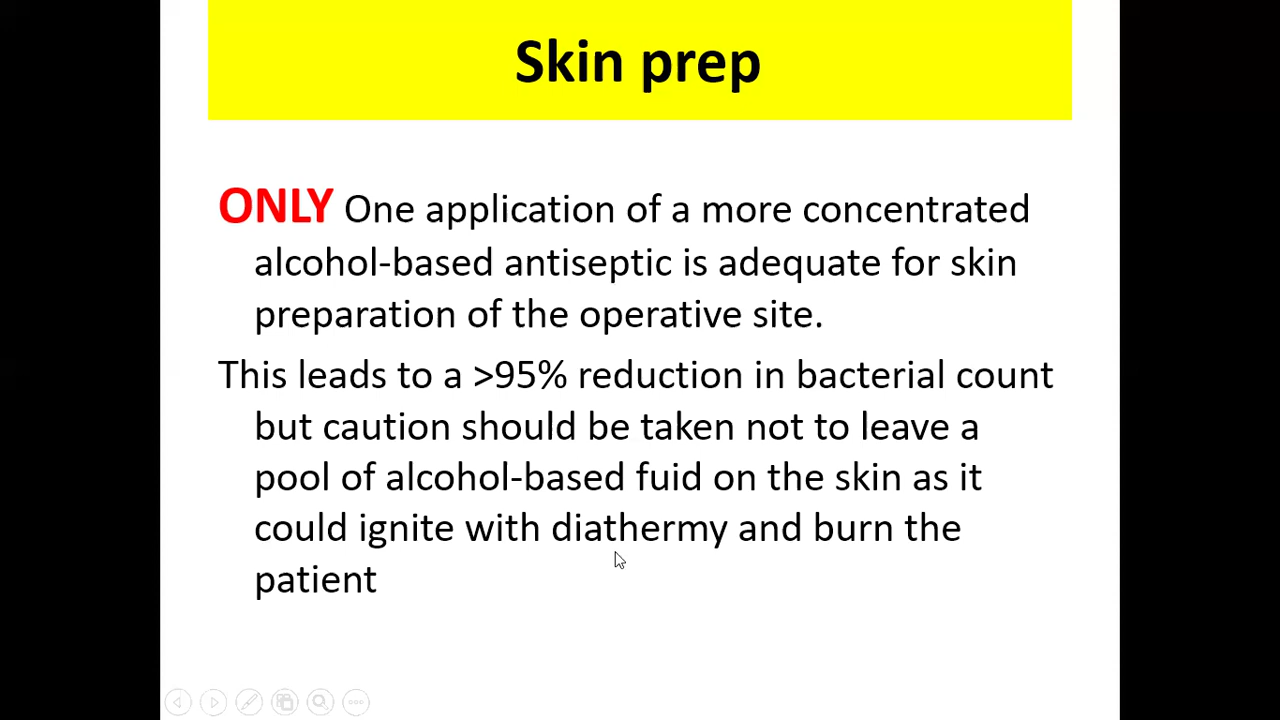 Skin prep
ONLY One application of a more concentrated
alcohol-based antiseptic is adequate for skin
preparation of the operative site.
This leads to a >95% reduction in bacterial count
but caution should be taken not to leave a
pool of alcohol-based fuid on the skin as it
could ignite with diathermy and burn the
patient